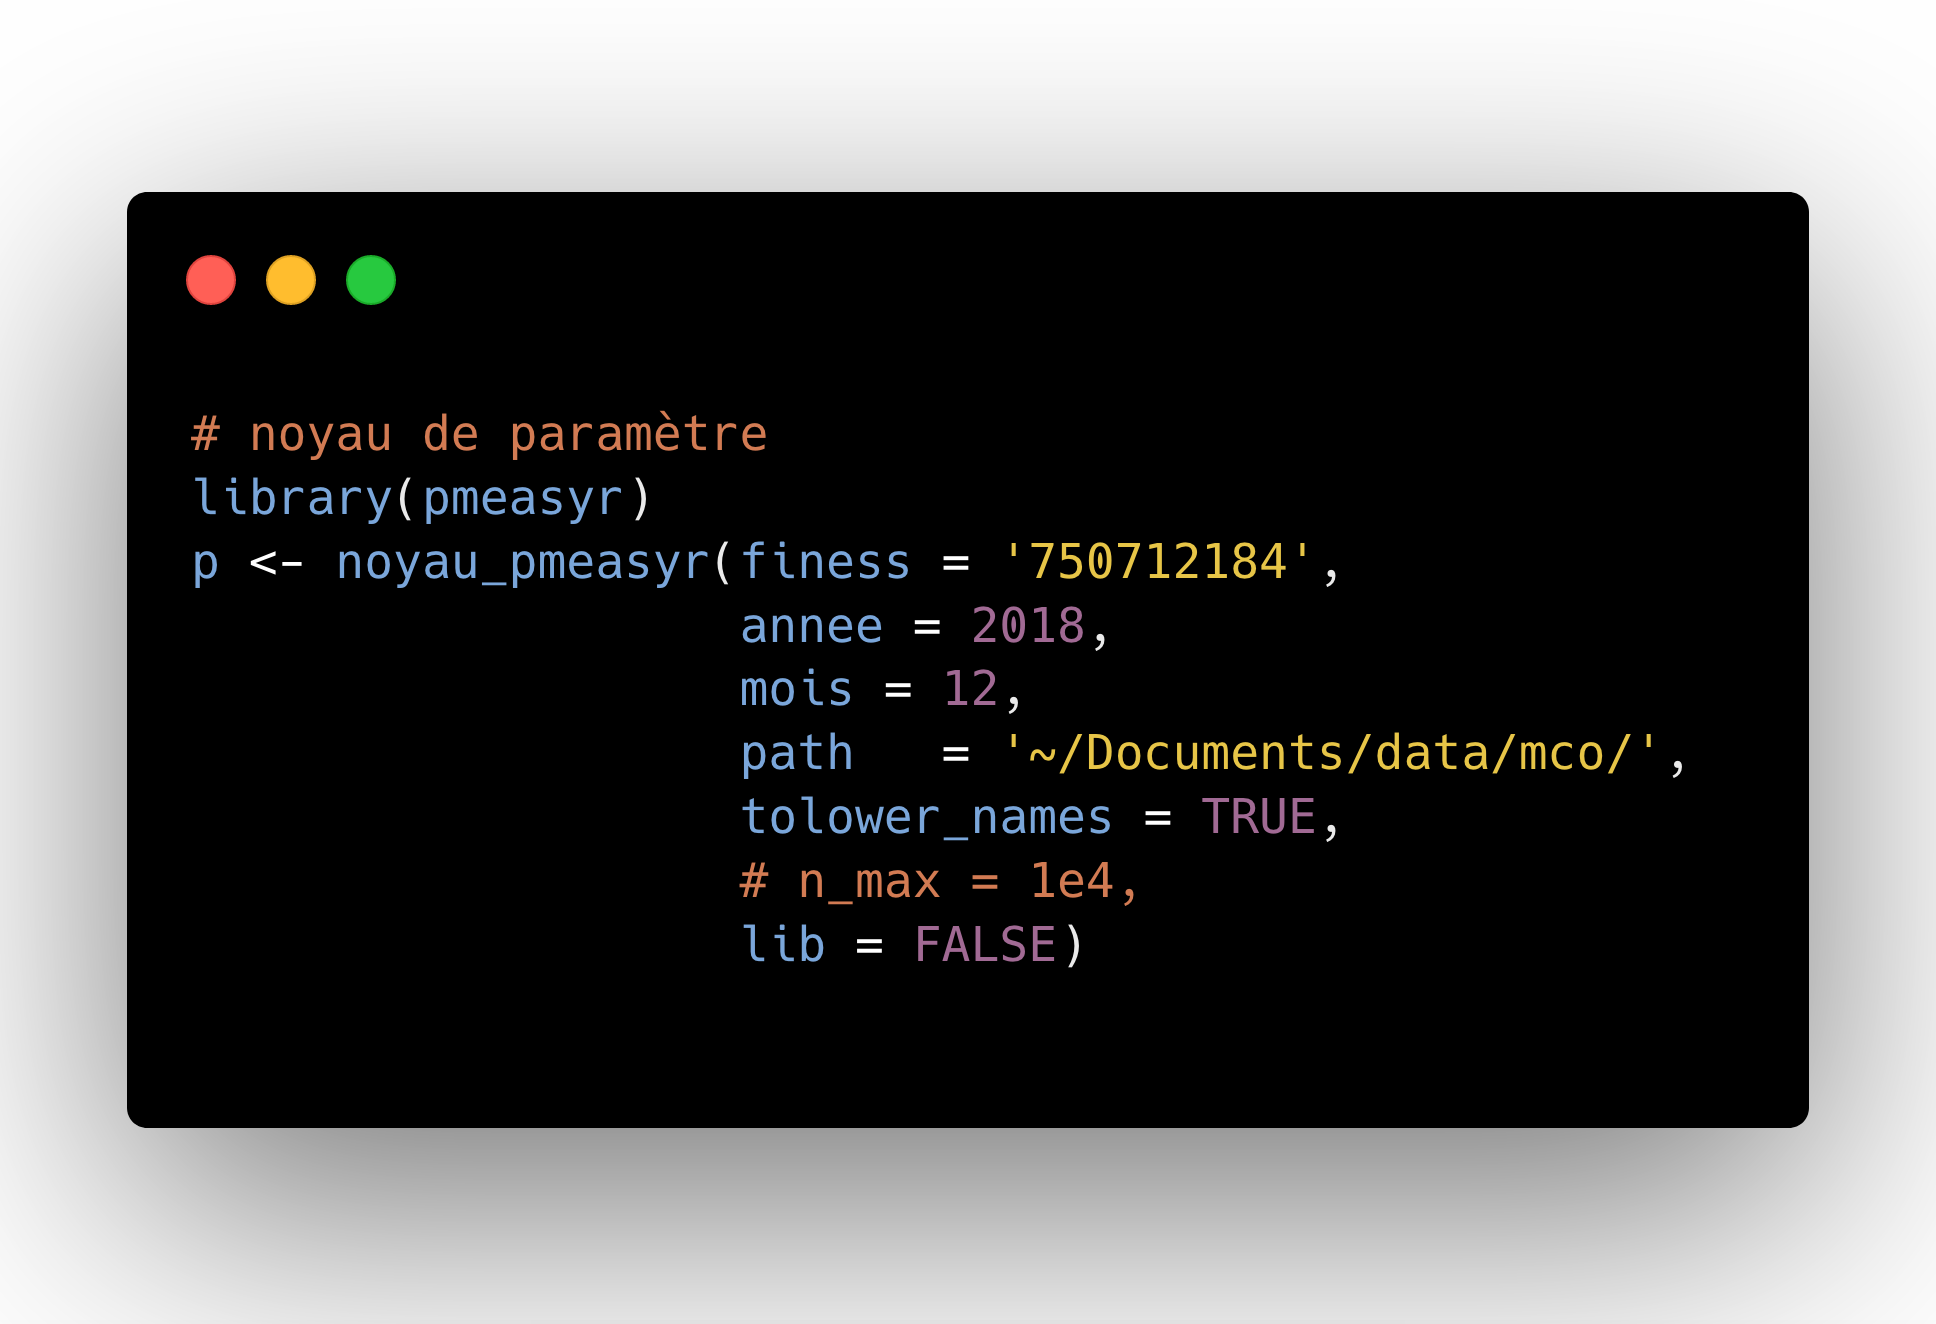 # noyau de paramètre
library(pmeasyr)
p <- noyau_pmeasyr(finess = '750712184',
                   annee = 2018,
                   mois = 12,
                   path   = '~/Documents/data/mco/',
                   tolower_names = TRUE,
                   # n_max = 1e4,
                   lib = FALSE)